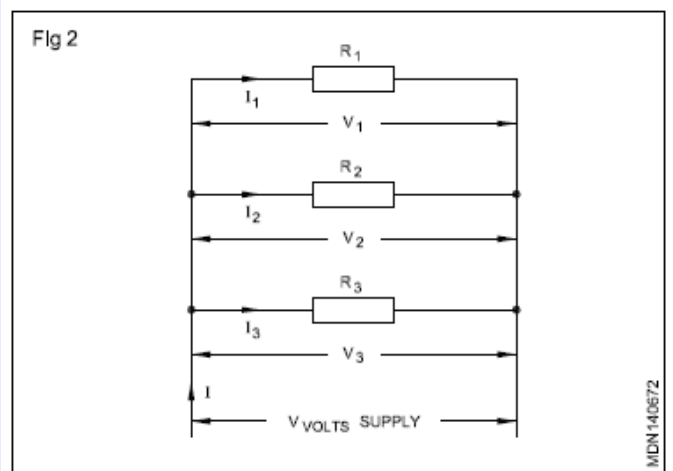 Fig 2
R1
I1
V1
R2
I2
V2
R3
I3
V3
I
V VOLTS SUPPLY
MDN140672